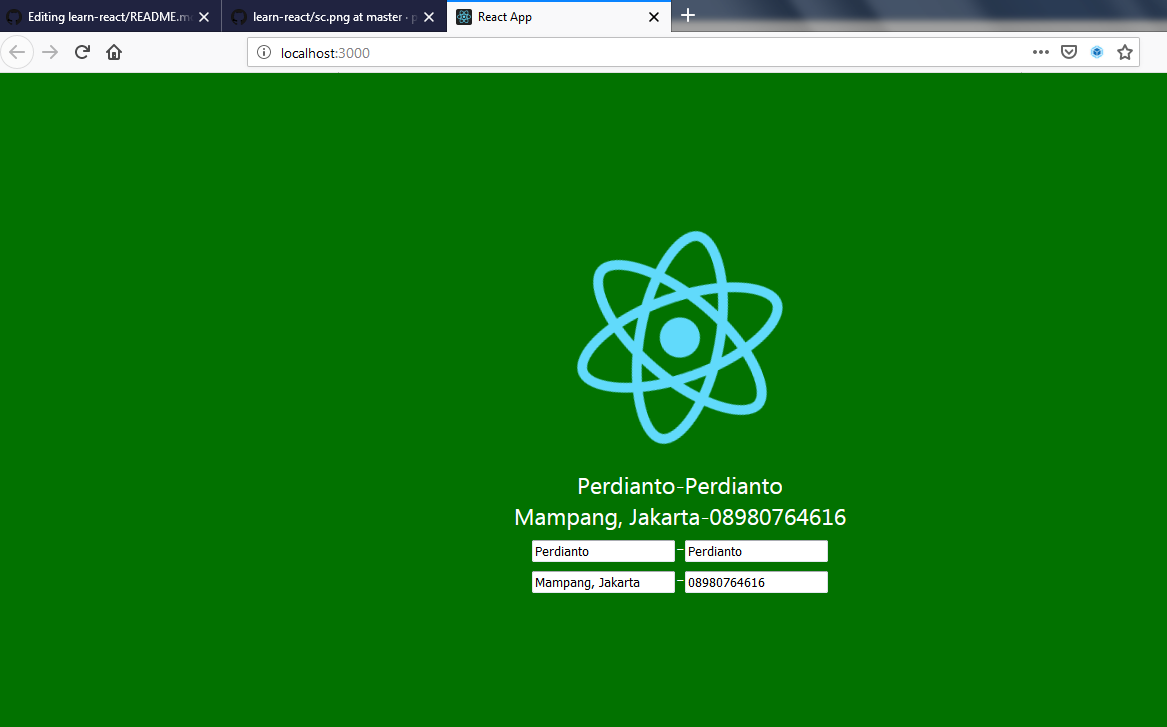 Editing learn-react/README.m
learn-react/sc.png at master · p
React App
localhost:3000
Perdianto-Perdianto
Mampang, Jakarta-08980764616
Perdianto - Perdianto
Mampang, Jakarta - 08980764616